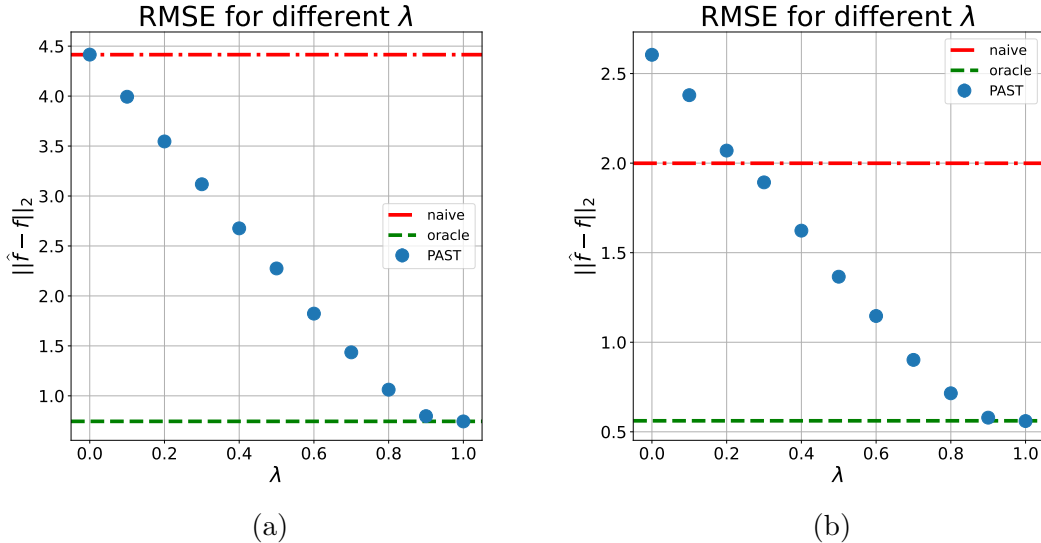 RMSE for different λ
4.5
4.0
3.5
3.0
2.5
2.0
1.5
1.0
||f̂ − f||₂
naive
oracle
PAST
0.0 0.2 0.4 0.6 0.8 1.0
λ
(a)
RMSE for different λ
2.5
2.0
1.5
1.0
0.5
||f̂ − f||₂
naive
oracle
PAST
0.0 0.2 0.4 0.6 0.8 1.0
λ
(b)